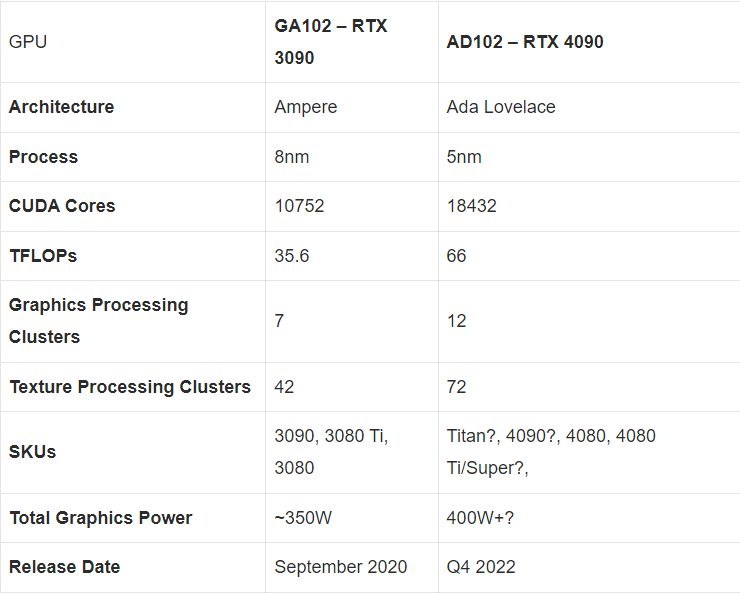 GPU
GA102 – RTX
3090
AD102 – RTX 4090
Architecture
Ampere
Ada Lovelace
Process
8nm
5nm
CUDA Cores
10752
18432
TFLOPs
35.6
66
Graphics Processing
Clusters
7
12
Texture Processing Clusters
42
72
SKUs
3090, 3080 Ti,
3080
Titan?, 4090?, 4080, 4080
Ti/Super?,
Total Graphics Power
~350W
400W+?
Release Date
September 2020
Q4 2022